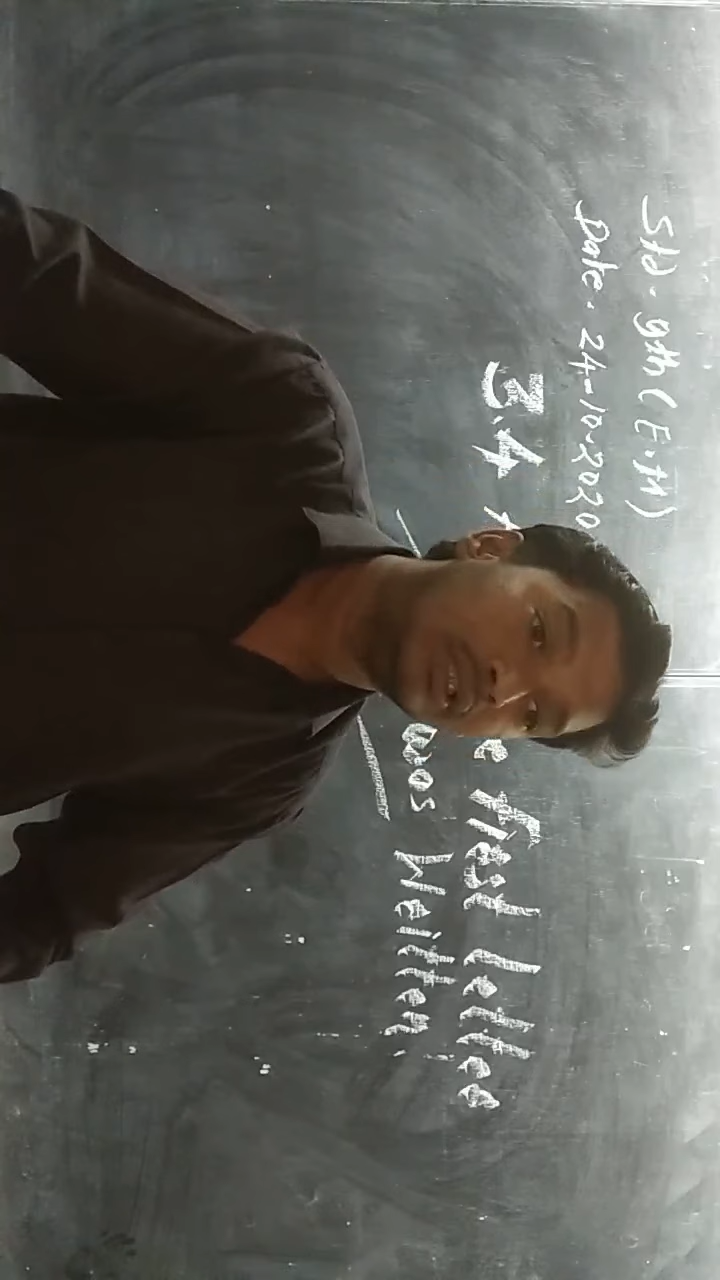 Std. 9th (E.M)
Date. 24-10-2020
3.4 first letter
was Written.